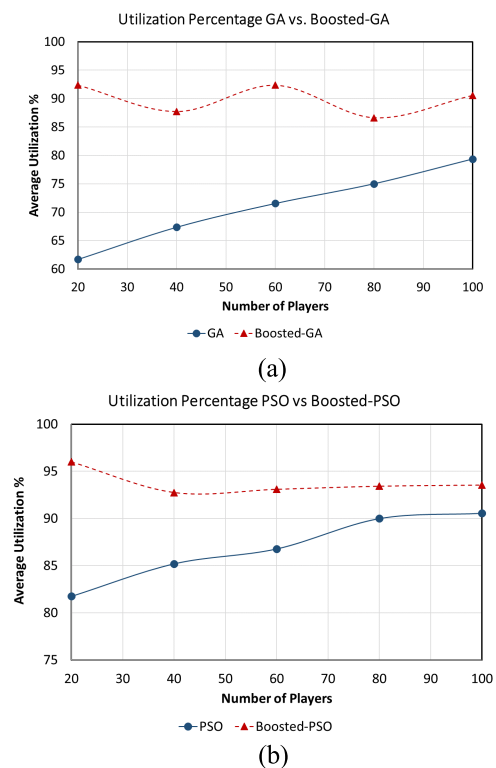 Utilization Percentage GA vs. Boosted-GA
100
95
90
85
80
75
70
65
60
Average Utilization %
20 30 40 50 60 70 80 90 100
Number of Players
GA Boosted-GA
(a)
Utilization Percentage PSO vs Boosted-PSO
100
95
90
85
80
75
Average Utilization %
20 30 40 50 60 70 80 90 100
Number of Players
PSO Boosted-PSO
(b)